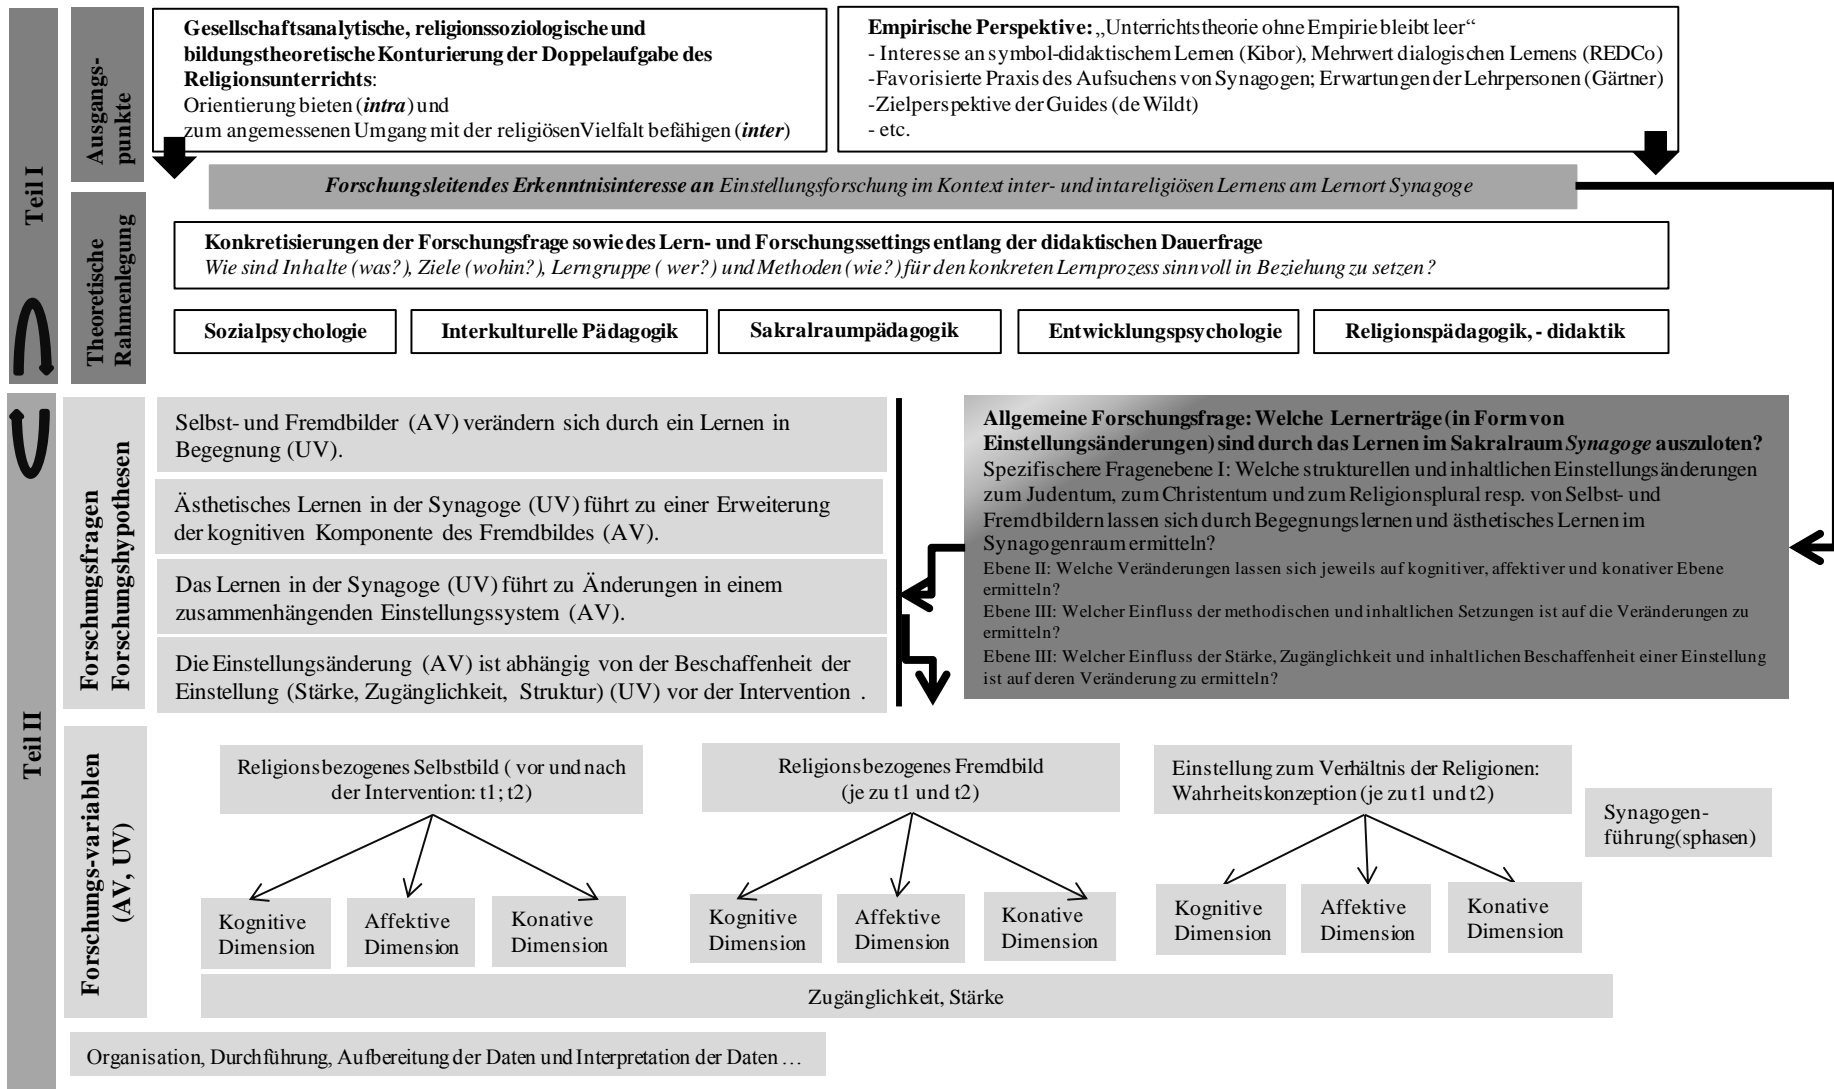 Teil I
Ausgangs-
punkte
Gesellschaftsanalytische, religionssoziologische und
bildungstheoretische Konturierung der Doppelaufgabe des
Religionsunterrichts:
Orientierung bieten (intra) und
zum angemessenen Umgang mit der religiösen Vielfalt befähigen (inter)
Empirische Perspektive: „Unterrichtstheorie ohne Empirie bleibt leer“
- Interesse an symbol-didaktischem Lernen (Kibor), Mehrwert dialogischen Lernens (REDCo)
-Favorisierte Praxis des Aufsuchens von Synagogen; Erwartungen der Lehrpersonen (Gärtner)
-Zielperspektive der Guides (de Wildt)
- etc.
Forschungsleitendes Erkenntnisinteresse an Einstellungsforschung im Kontext inter- und intareligiösen Lernens am Lernort Synagoge
Theoretische
Rahmenlegung
Konkretisierungen der Forschungsfrage sowie des Lern- und Forschungssettings entlang der didaktischen Dauerfrage
Wie sind Inhalte (was?), Ziele (wohin?), Lerngruppe ( wer?) und Methoden (wie?) für den konkreten Lernprozess sinnvoll in Beziehung zu setzen?
Sozialpsychologie
Interkulturelle Pädagogik
Sakralraumpädagogik
Entwicklungspsychologie
Religionspädagogik, - didaktik
Teil II
Forschungsfragen
Forschungshypothesen
Selbst- und Fremdbilder (AV) verändern sich durch ein Lernen in
Begegnung (UV).
Ästhetisches Lernen in der Synagoge (UV) führt zu einer Erweiterung
der kognitiven Komponente des Fremdbildes (AV).
Das Lernen in der Synagoge (UV) führt zu Änderungen in einem
zusammenhängenden Einstellungssystem (AV).
Die Einstellungsänderung (AV) ist abhängig von der Beschaffenheit der
Einstellung (Stärke, Zugänglichkeit, Struktur) (UV) vor der Intervention .
Allgemeine Forschungsfrage: Welche Lernerträge (in Form von
Einstellungsänderungen) sind durch das Lernen im Sakralraum Synagoge auszuloten?
Spezifischere Fragenebene I: Welche strukturellen und inhaltlichen Einstellungsänderungen
zum Judentum, zum Christentum und zum Religionsplural resp. von Selbst- und
Fremdbildern lassen sich durch Begegnungslernen und ästhetisches Lernen im
Synagogenraum ermitteln?
Ebene II: Welche Veränderungen lassen sich jeweils auf kognitiver, affektiver und konativer Ebene
ermitteln?
Ebene III: Welcher Einfluss der methodischen und inhaltlichen Setzungen ist auf die Veränderungen zu
ermitteln?
Ebene III: Welcher Einfluss der Stärke, Zugänglichkeit und inhaltlichen Beschaffenheit einer Einstellung
ist auf deren Veränderung zu ermitteln?
Forschungs-variablen
(AV, UV)
Religionsbezogenes Selbstbild ( vor und nach
der Intervention: t1; t2)
Religionsbezogenes Fremdbild
(je zu t1 und t2)
Einstellung zum Verhältnis der Religionen:
Wahrheitskonzeption (je zu t1 und t2)
Synagogen-
führung(sphasen)
Kognitive
Dimension
Affektive
Dimension
Konative
Dimension
Kognitive
Dimension
Affektive
Dimension
Konative
Dimension
Kognitive
Dimension
Affektive
Dimension
Konative
Dimension
Zugänglichkeit, Stärke
Organisation, Durchführung, Aufbereitung der Daten und Interpretation der Daten …